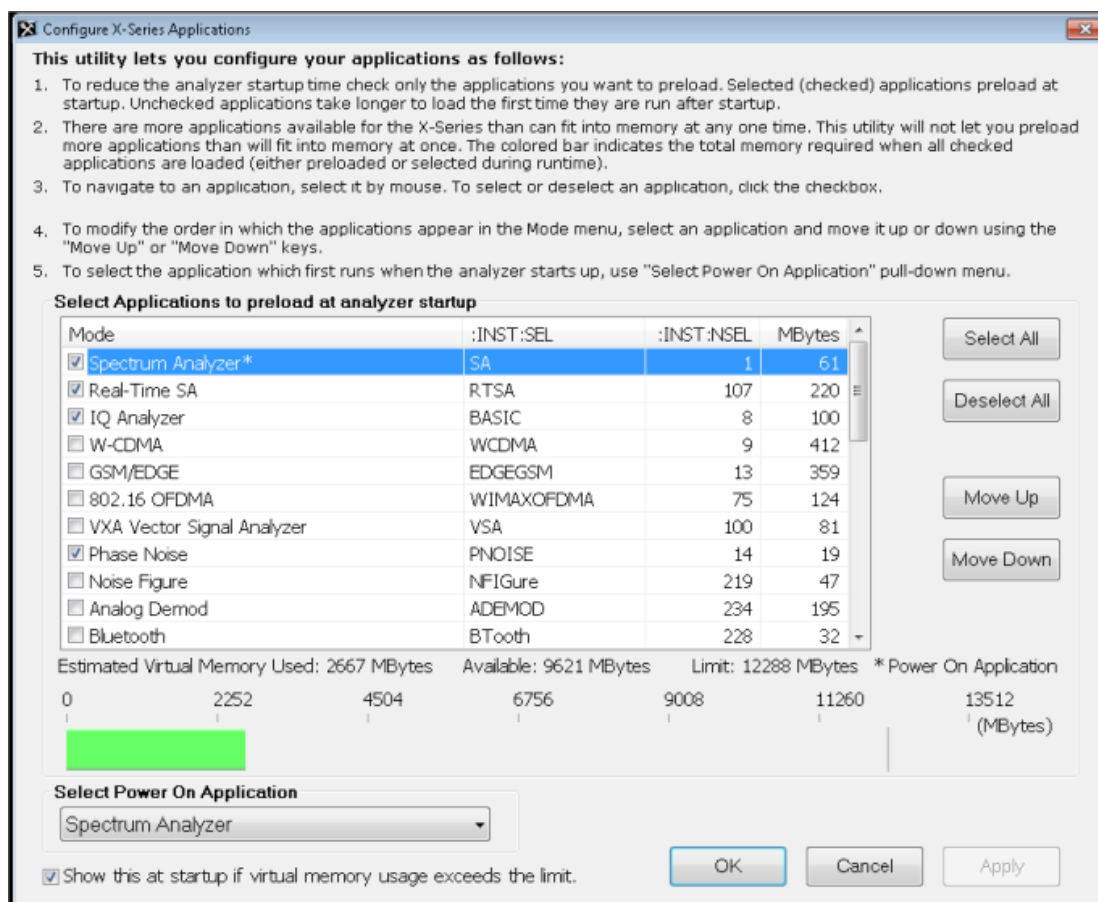 Configure X-Series Applications
This utility lets you configure your applications as follows:
1. To reduce the analyzer startup time check only the applications you want to preload. Selected (checked) applications preload at
startup. Unchecked applications take longer to load the first time they are run after startup.
2. There are more applications available for the X-Series than can fit into memory at any one time. This utility will not let you preload
more applications than will fit into memory at once. The colored bar indicates the total memory required when all checked
applications are loaded (either preloaded or selected during runtime).
3. To navigate to an application, select it by mouse. To select or deselect an application, click the checkbox.
4. To modify the order in which the applications appear in the Mode menu, select an application and move it up or down using the
"Move Up" or "Move Down" keys.
5. To select the application which first runs when the analyzer starts up, use "Select Power On Application" pull-down menu.
Select Applications to preload at analyzer startup
Mode :INST:SEL :INST:NSEL MBytes
Spectrum Analyzer* SA 1 61
Real-Time SA RTSA 107 220
IQ Analyzer BASIC 8 100
W-CDMA WCDMA 9 412
GSM/EDGE EDGEGSM 13 359
802.16 OFDMA WIMAXOFDMA 75 124
VXA Vector Signal Analyzer VSA 100 81
Phase Noise PNOISE 14 19
Noise Figure NFIGure 219 47
Analog Demod ADEMOD 234 195
Bluetooth BTooth 228 32
Select All
Deselect All
Move Up
Move Down
Estimated Virtual Memory Used: 2667 MBytes Available: 9621 MBytes Limit: 12288 MBytes * Power On Application
0 2252 4504 6756 9008 11260 13512
(MBytes)
Select Power On Application
Spectrum Analyzer
Show this at startup if virtual memory usage exceeds the limit.
OK Cancel Apply